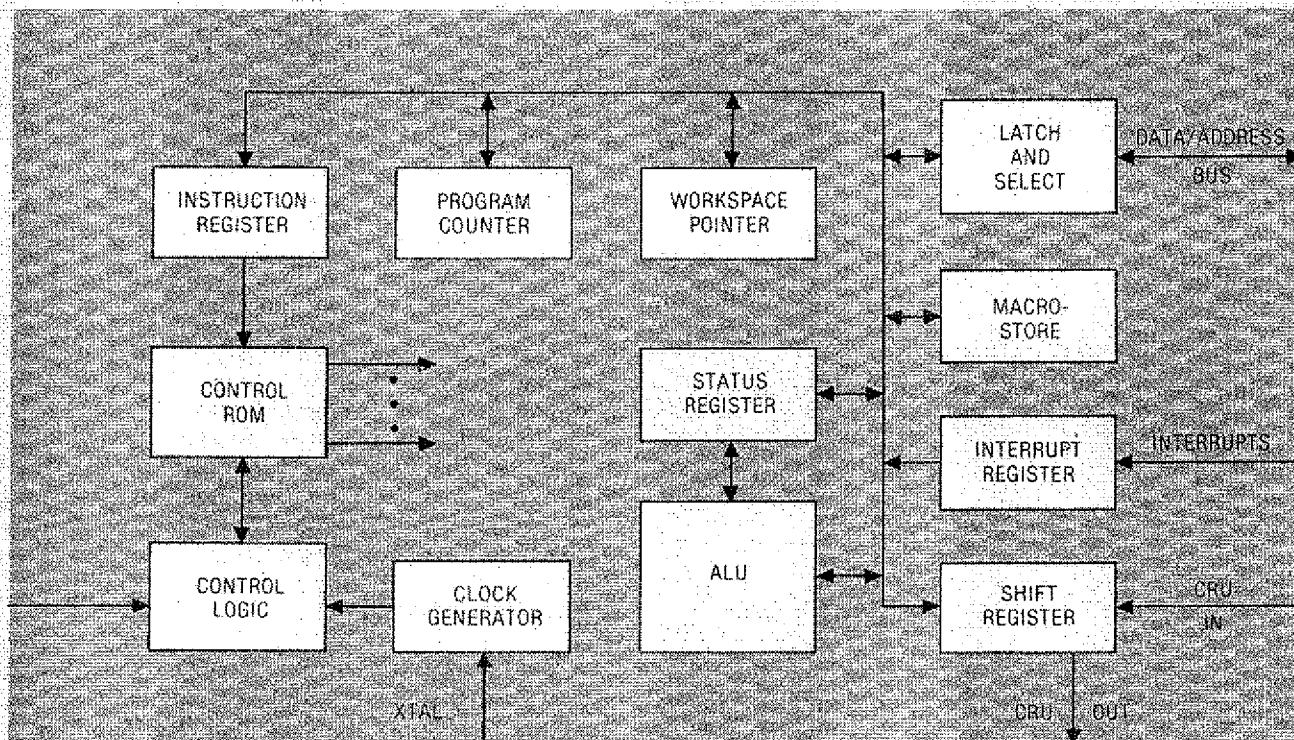 LATCH
AND
SELECT
DATA/ADDRESS
BUS
INSTRUCTION
REGISTER
PROGRAM
COUNTER
WORKSPACE
POINTER
MACRO-
STORE
CONTROL
ROM
STATUS
REGISTER
INTERRUPT
REGISTER
INTERRUPTS
CONTROL
LOGIC
CLOCK
GENERATOR
ALU
SHIFT
REGISTER
CRU
IN
XTAL
CRU OUT